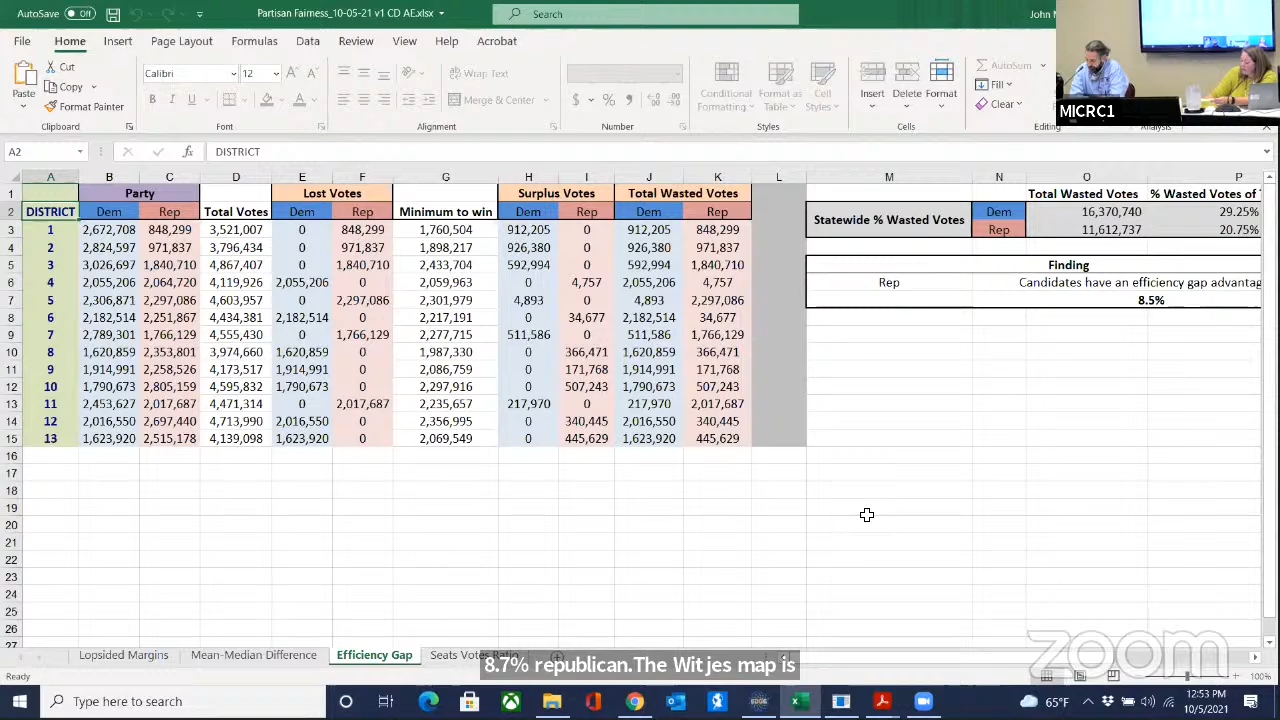 AutoSave Off Partisan Fairness_10-05-21 v1 CD AE.xlsx Search John
File Home Insert Page Layout Formulas Data Review View Help Acrobat
Cut Calibri 12 Wrap Text AutoSum
Paste Copy Merge & Center Conditional Formatting Format as Table Cell Styles Insert Delete Format Fill
Format Painter Clear
Clipboard Font Alignment Number Styles Cells Editing Analysis
MICRC1
A2 fx DISTRICT
A B C D E F G H I J K L M N O P
1 Party Lost Votes Surplus Votes Total Wasted Votes Total Wasted Votes % Wasted Votes of
2 DISTRICT Dem Rep Total Votes Dem Rep Minimum to win Dem Rep Dem Rep Statewide % Wasted Votes Dem 16,370,740 29.25%
3 1 2,672,708 848,299 3,521,007 0 848,299 1,760,504 912,205 0 912,205 848,299 Rep 11,612,737 20.75%
4 2 2,824,597 971,837 3,796,434 0 971,837 1,898,217 926,380 0 926,380 971,837
5 3 3,026,697 1,840,710 4,867,407 0 1,840,710 2,433,704 592,994 0 592,994 1,840,710 Finding
6 4 2,055,206 2,064,720 4,119,926 2,055,206 0 2,059,963 0 4,757 2,055,206 4,757 Rep Candidates have an efficiency gap advantag
7 5 2,306,871 2,297,086 4,603,957 0 2,297,086 2,301,979 4,893 0 4,893 2,297,086 8.5%
8 6 2,182,514 2,251,867 4,434,381 2,182,514 0 2,217,191 0 34,677 2,182,514 34,677
9 7 2,789,301 1,766,129 4,555,430 0 1,766,129 2,277,715 511,586 0 511,586 1,766,129
10 8 1,620,859 2,353,801 3,974,660 1,620,859 0 1,987,330 0 366,471 1,620,859 366,471
11 9 1,914,991 2,258,526 4,173,517 1,914,991 0 2,086,759 0 171,768 1,914,991 171,768
12 10 1,790,673 2,805,159 4,595,832 1,790,673 0 2,297,916 0 507,243 1,790,673 507,243
13 11 2,453,627 2,017,687 4,471,314 0 2,017,687 2,235,657 217,970 0 217,970 2,017,687
14 12 2,016,550 2,697,440 4,713,990 2,016,550 0 2,356,995 0 340,445 2,016,550 340,445
15 13 1,623,920 2,515,178 4,139,098 1,623,920 0 2,069,549 0 445,629 1,623,920 445,629
16
17
18
19
20
21
22
23
24
25
26
27
zoom
Lopsided Margins Mean-Median Difference Efficiency Gap Seats Votes Ratio
8.7% republican.The Witjes map is
Ready 100%
Type here to search 65°F 12:53 PM
10/5/2021